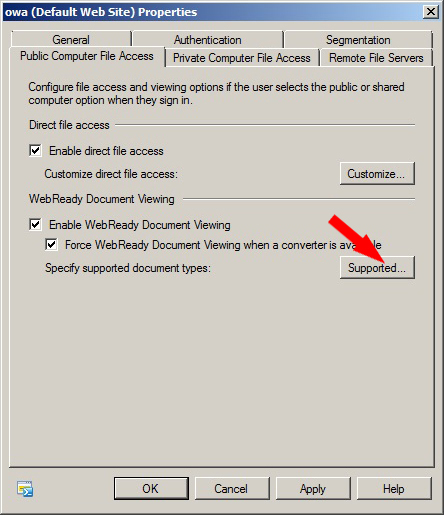 owa (Default Web Site) Properties
General Authentication Segmentation
Public Computer File Access Private Computer File Access Remote File Servers
Configure file access and viewing options if the user selects the public or shared
computer option when they sign in.
Direct file access
Enable direct file access
Customize direct file access: Customize...
WebReady Document Viewing
Enable WebReady Document Viewing
Force WebReady Document Viewing when a converter is available
Specify supported document types: Supported...
OK Cancel Apply Help